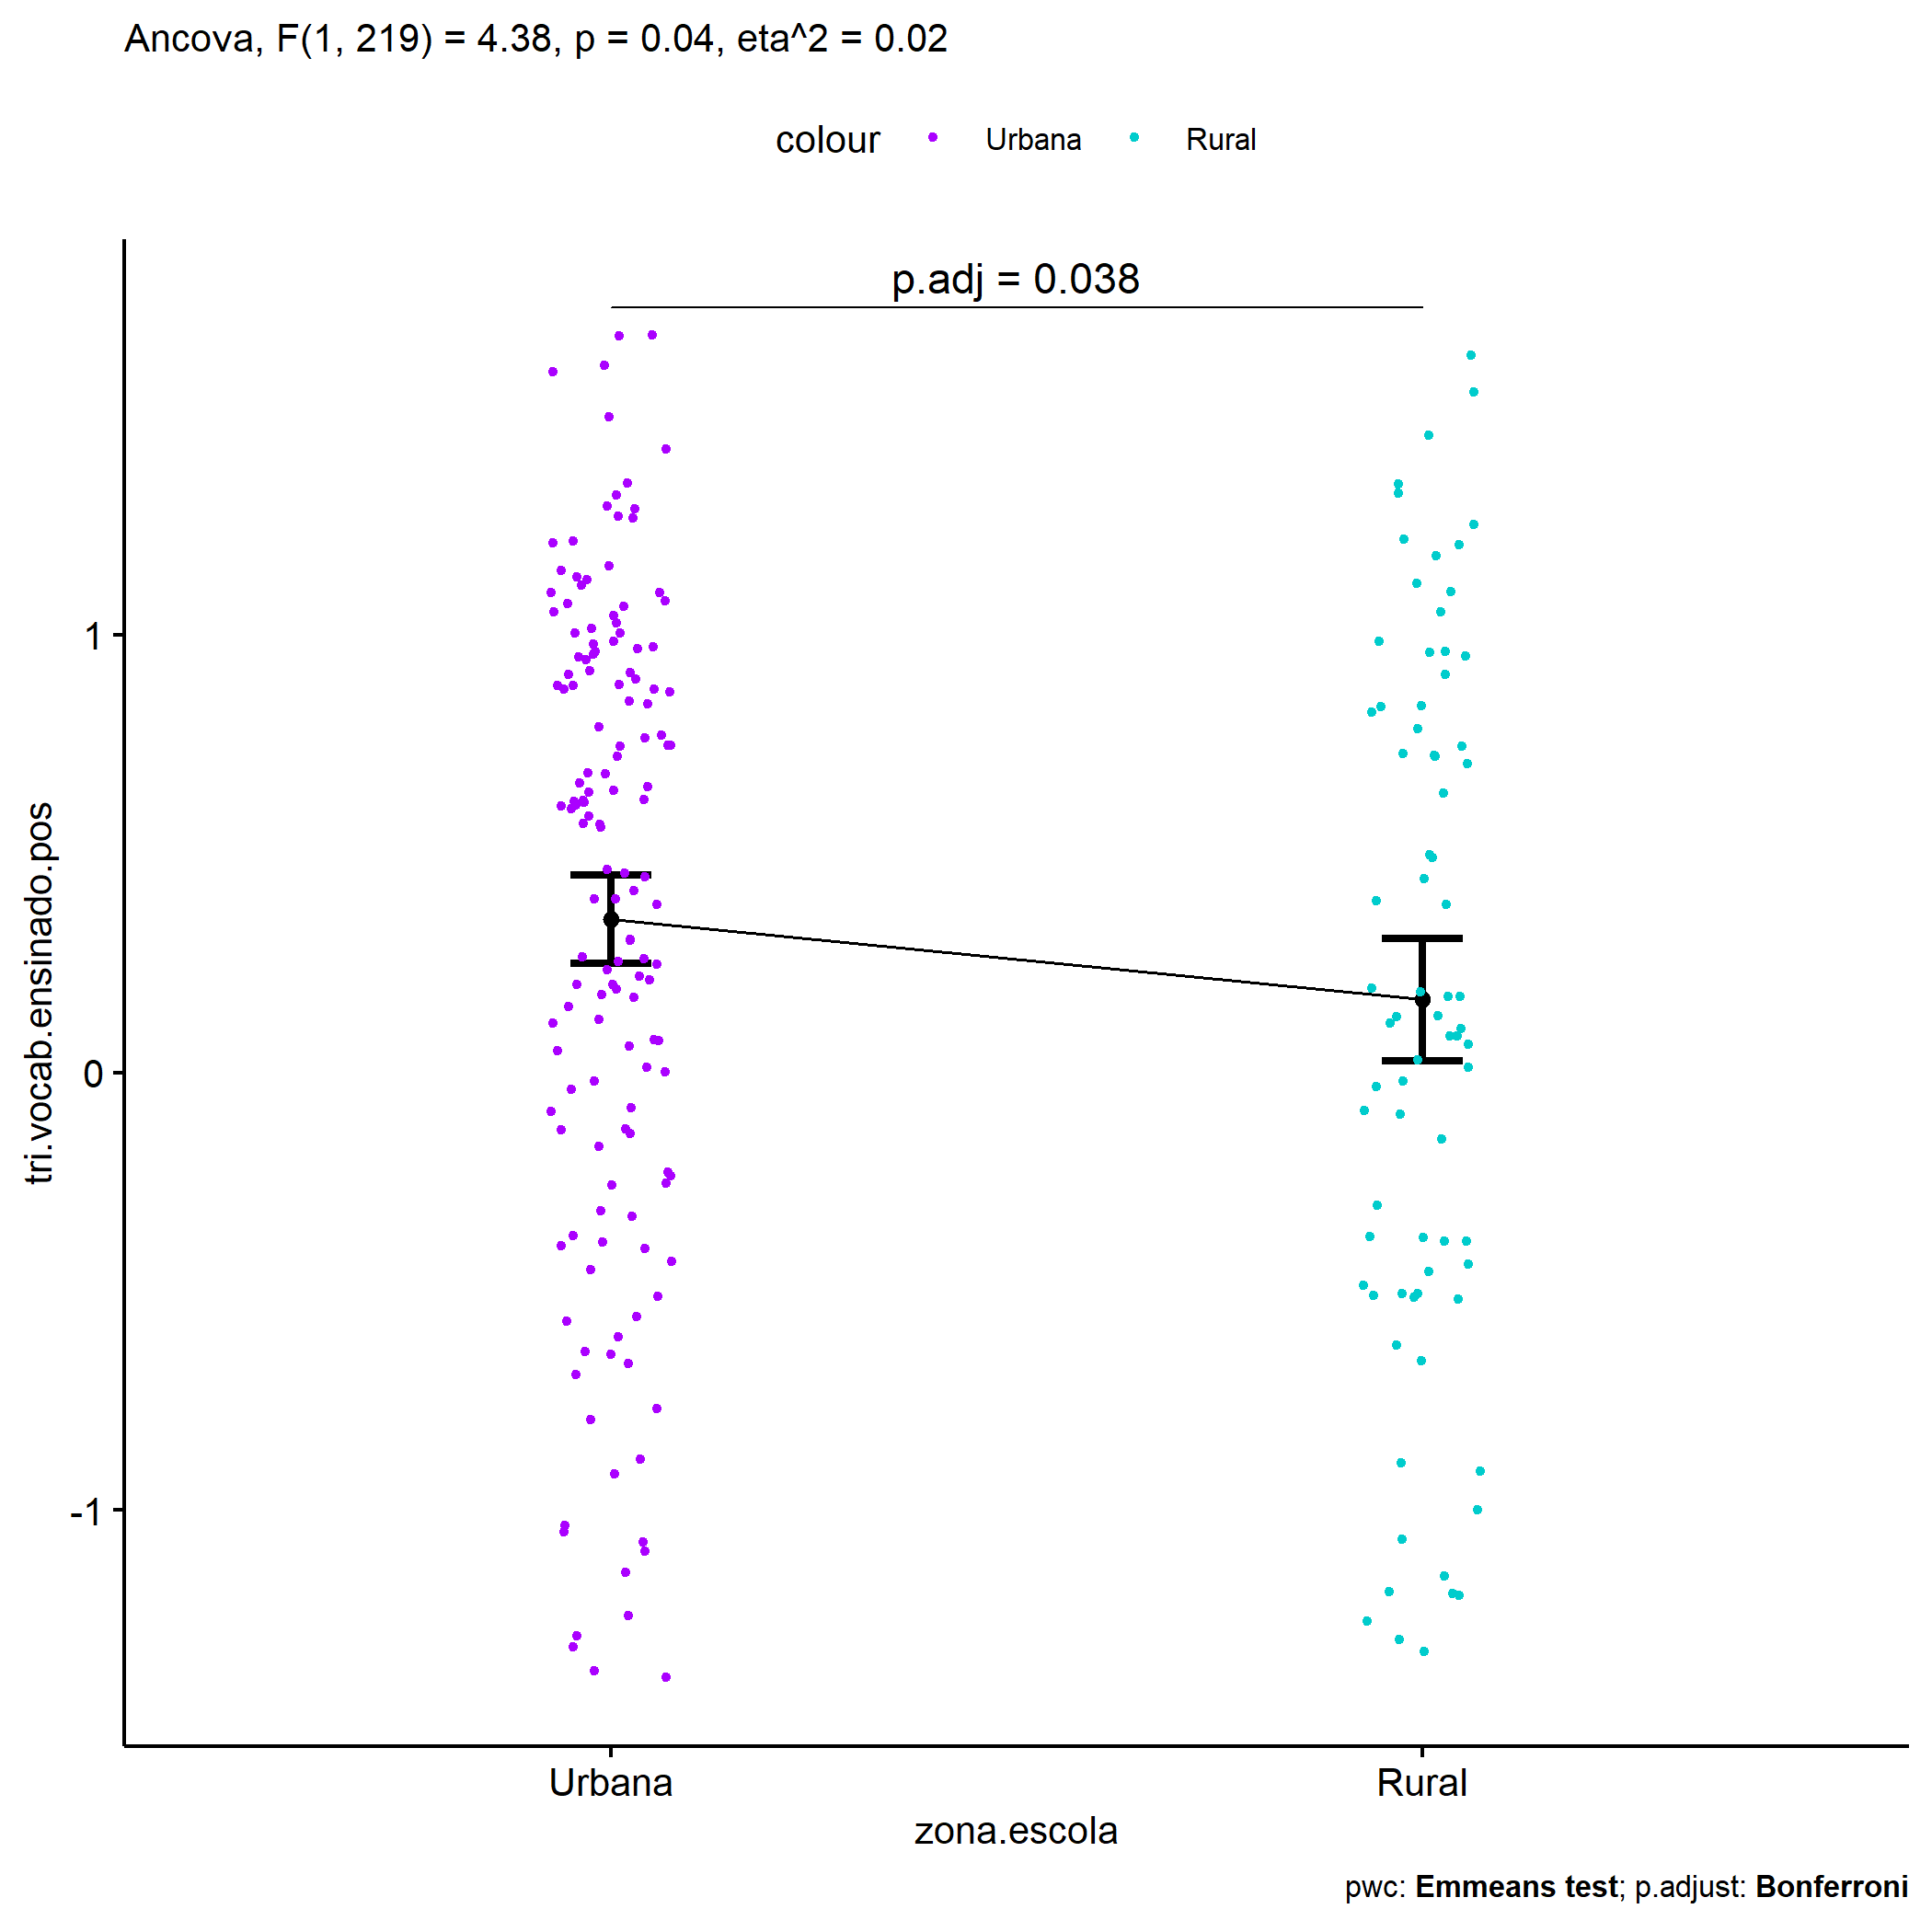 Ancova, F(1, 219) = 4.38, p = 0.04, eta^2 = 0.02
colour Urbana Rural
p.adj = 0.038
1
0
-1
tri.vocab.ensinado.pos
Urbana Rural
zona.escola
pwc: Emmeans test; p.adjust: Bonferroni